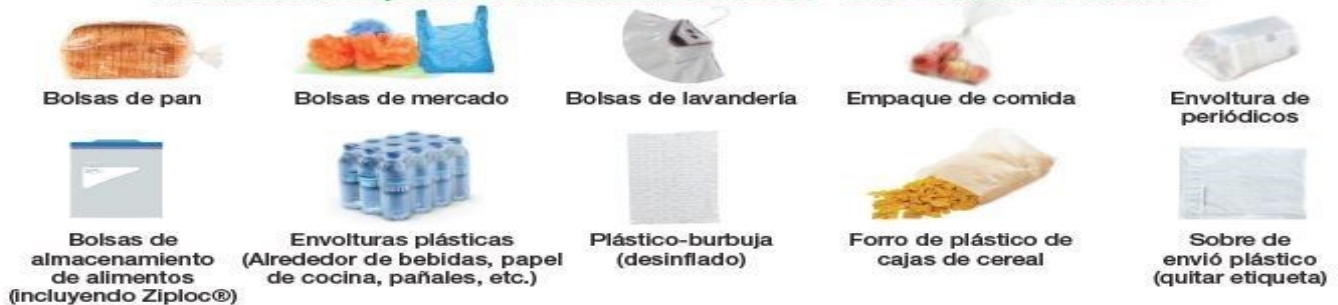 Bolsas de pan
Bolsas de mercado
Bolsas de lavandería
Empaque de comida
Envoltura de
periódicos
Bolsas de
almacenamiento
de alimentos
(incluyendo Ziploc®)
Envolturas plásticas
(Alrededor de bebidas, papel
de cocina, pañales, etc.)
Plástico-burbuja
(desinflado)
Forro de plástico de
cajas de cereal
Sobre de
envió plástico
(quitar etiqueta)